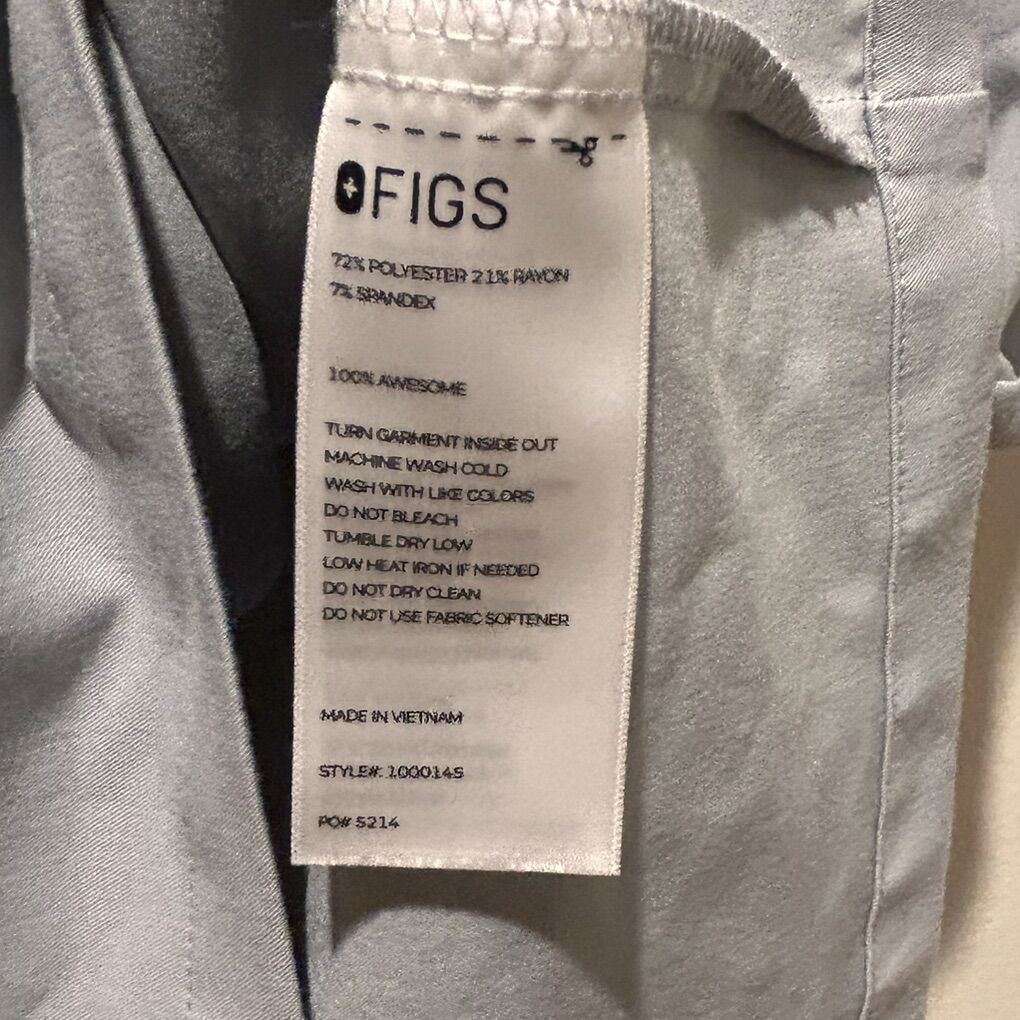 FIGS
72% POLYESTER 21% RAYON
7% SPANDEX
100% AWESOME
TURN GARMENT INSIDE OUT
MACHINE WASH COLD
WASH WITH LIKE COLORS
DO NOT BLEACH
TUMBLE DRY LOW
LOW HEAT IRON IF NEEDED
DO NOT DRY CLEAN
DO NOT USE FABRIC SOFTENER
MADE IN VIETNAM
STYLE#: 100014S
PO# 5214